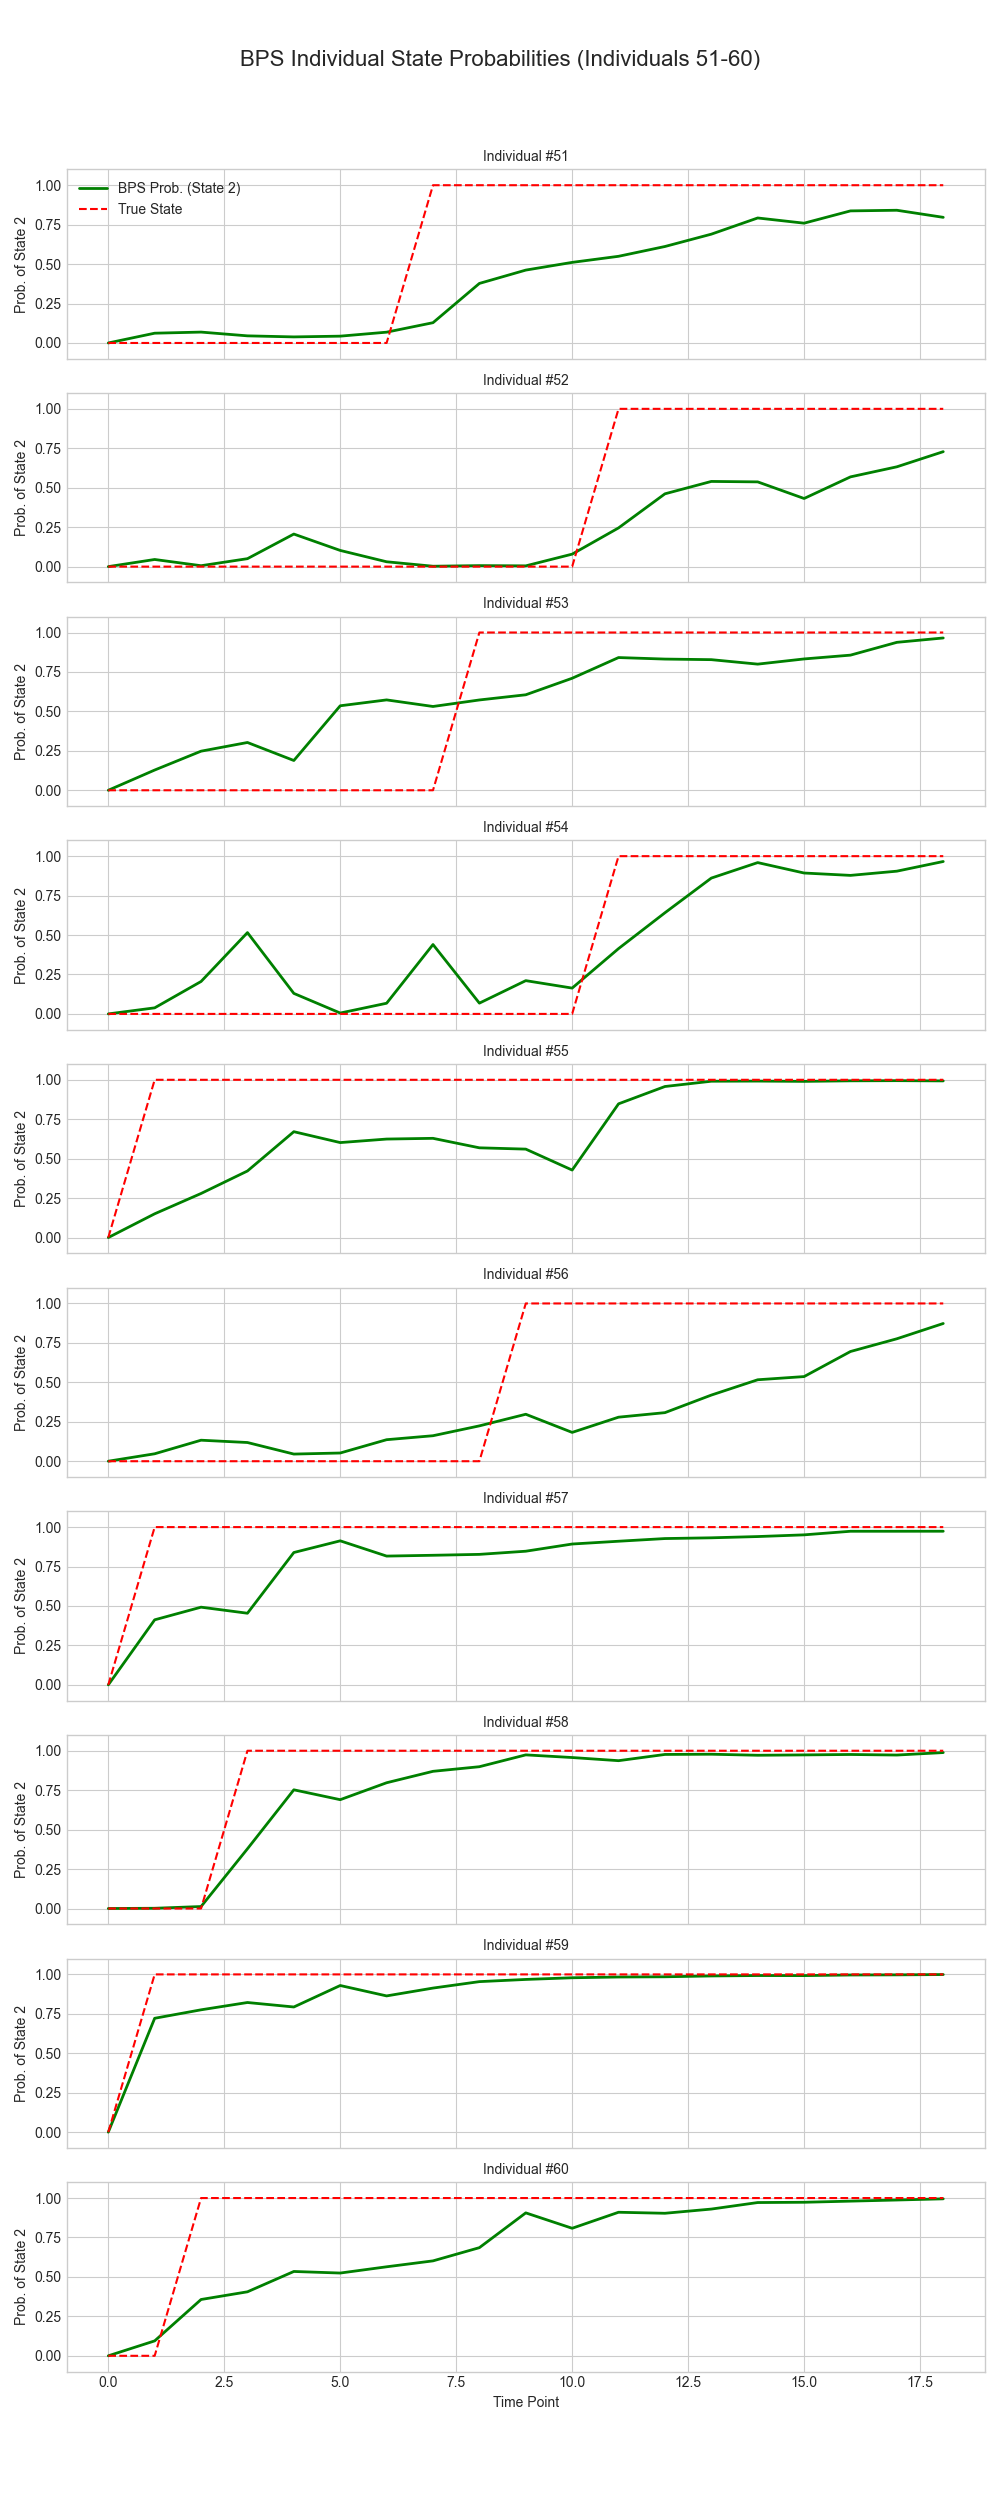 BPS Individual State Probabilities (Individuals 51-60)
Individual #51
BPS Prob. (State 2)
True State
Prob. of State 2
1.00
0.75
0.50
0.25
0.00
Individual #52
Prob. of State 2
1.00
0.75
0.50
0.25
0.00
Individual #53
Prob. of State 2
1.00
0.75
0.50
0.25
0.00
Individual #54
Prob. of State 2
1.00
0.75
0.50
0.25
0.00
Individual #55
Prob. of State 2
1.00
0.75
0.50
0.25
0.00
Individual #56
Prob. of State 2
1.00
0.75
0.50
0.25
0.00
Individual #57
Prob. of State 2
1.00
0.75
0.50
0.25
0.00
Individual #58
Prob. of State 2
1.00
0.75
0.50
0.25
0.00
Individual #59
Prob. of State 2
1.00
0.75
0.50
0.25
0.00
Individual #60
Prob. of State 2
1.00
0.75
0.50
0.25
0.00
0.0 2.5 5.0 7.5 10.0 12.5 15.0 17.5
Time Point